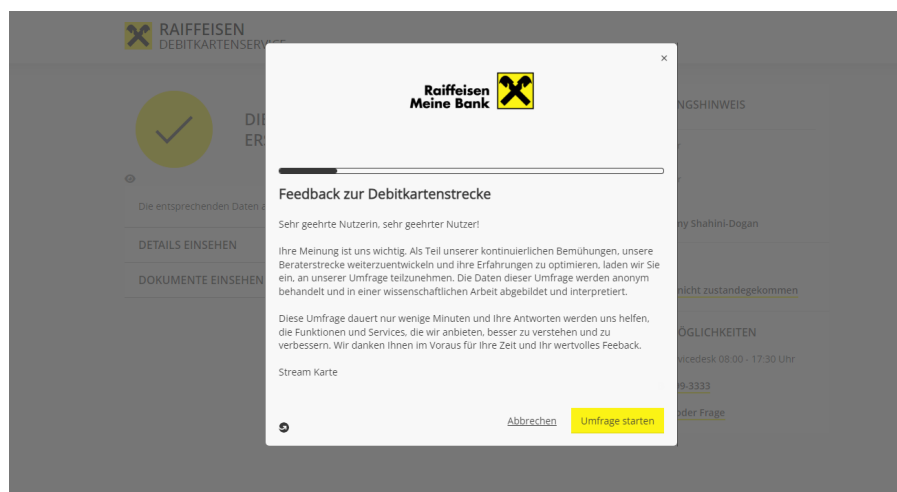 RAIFFEISEN
DEBITKARTENSERV
×
Raiffeisen
Meine Bank
NGSHINWEIS
DIE
ER
Feedback zur Debitkartenstrecke
Die entsprechenden Daten a
Sehr geehrte Nutzerin, sehr geehrter Nutzer!
my Shahini-Dogan
DETAILS EINSEHEN
Ihre Meinung ist uns wichtig. Als Teil unserer kontinuierlichen Bemühungen, unsere
Beraterstrecke weiterzuentwickeln und ihre Erfahrungen zu optimieren, laden wir Sie
ein, an unserer Umfrage teilzunehmen. Die Daten dieser Umfrage werden anonym
behandelt und in einer wissenschaftlichen Arbeit abgebildet und interpretiert.
DOKUMENTE EINSEHEN
nicht zustandegekommen
Diese Umfrage dauert nur wenige Minuten und Ihre Antworten werden uns helfen,
die Funktionen und Services, die wir anbieten, besser zu verstehen und zu
verbessern. Wir danken Ihnen im Voraus für Ihre Zeit und Ihr wertvolles Feeback.
ÖGLICHKEITEN
vicedesk 08:00 - 17:30 Uhr
Stream Karte
99-3333
oder Frage
Abbrechen
Umfrage starten